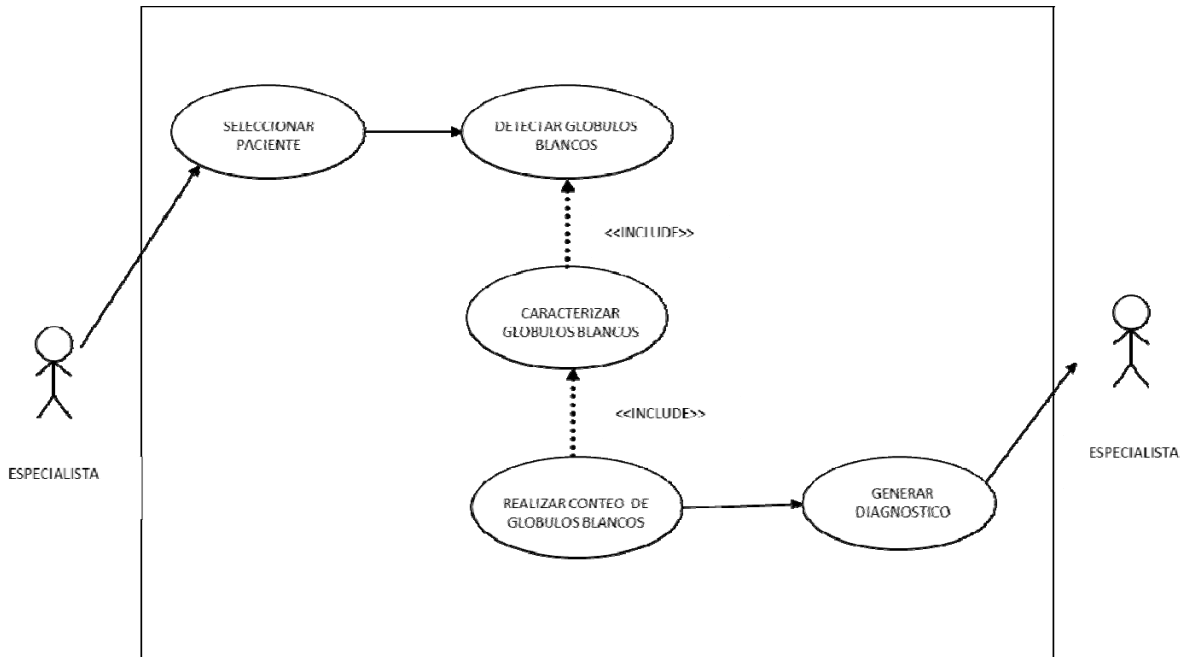 SELECCIONAR
PACIENTE
DETECTAR GLOBULOS
BLANCOS
<<INCLUDE>>
CARACTERIZAR
GLOBULOS BLANCOS
<<INCLUDE>>
ESPECIALISTA
REALIZAR CONTEO DE
GLOBULOS BLANCOS
GENERAR
DIAGNOSTICO
ESPECIALISTA